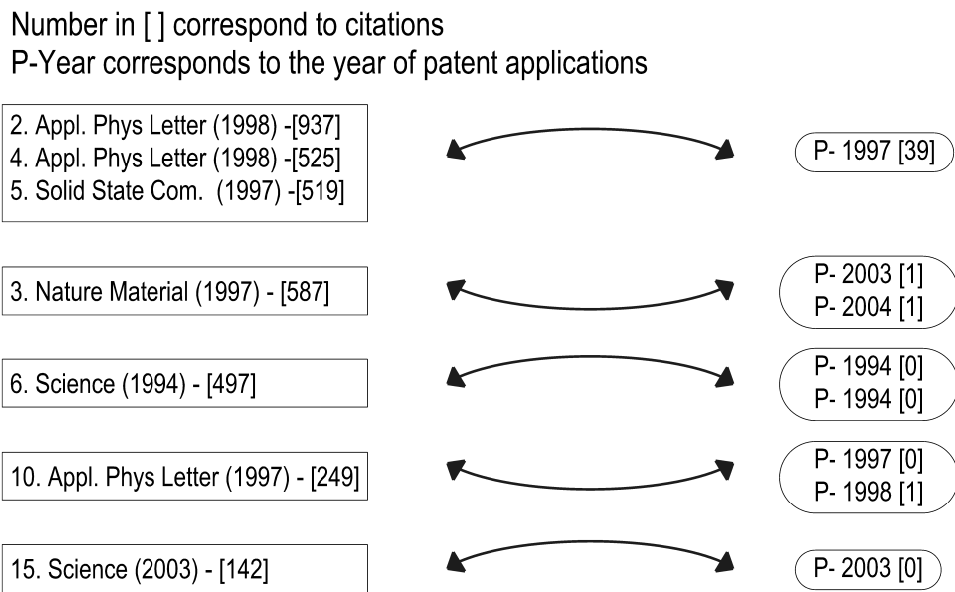 Number in [ ] correspond to citations
P-Year corresponds to the year of patent applications
2. Appl. Phys Letter (1998) -[937]
4. Appl. Phys Letter (1998) -[525]
5. Solid State Com. (1997) -[519]
P- 1997 [39]
3. Nature Material (1997) - [587]
P- 2003 [1]
P- 2004 [1]
6. Science (1994) - [497]
P- 1994 [0]
P- 1994 [0]
10. Appl. Phys Letter (1997) - [249]
P- 1997 [0]
P- 1998 [1]
15. Science (2003) - [142]
P- 2003 [0]